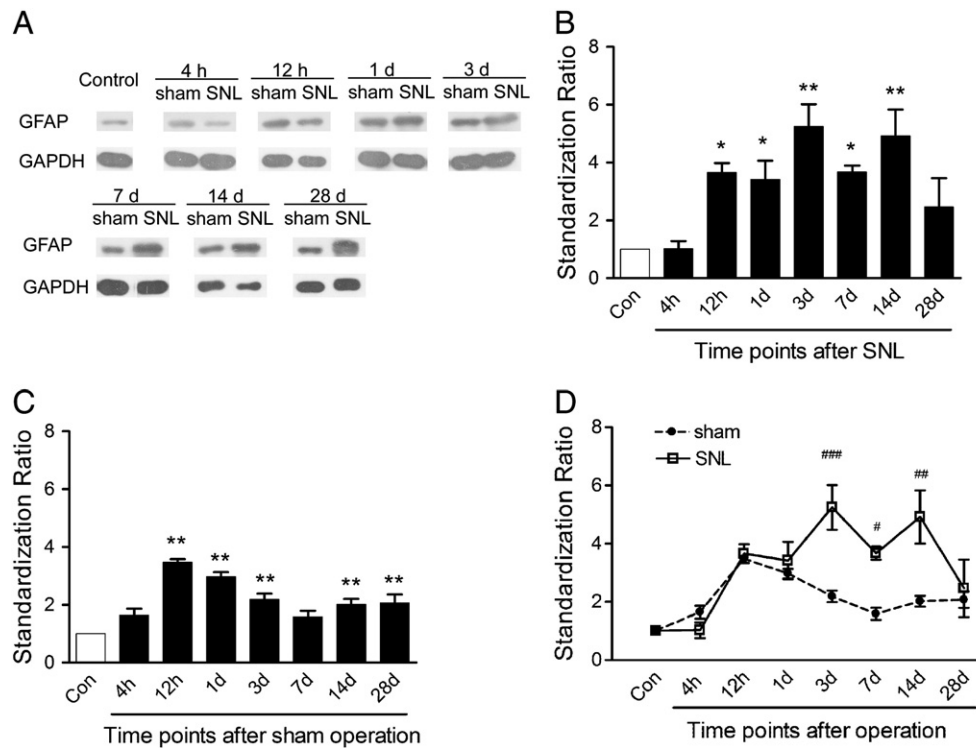 A
Control
4 h 12 h 1 d 3 d
sham SNL sham SNL sham SNL sham SNL
GFAP
GAPDH
7 d 14 d 28 d
sham SNL sham SNL sham SNL
GFAP
GAPDH
B
Standardization Ratio
8
6
4
2
0
* * ** * **
Con 4h 12h 1d 3d 7d 14d 28d
Time points after SNL
C
Standardization Ratio
8
6
4
2
0
** ** ** ** **
Con 4h 12h 1d 3d 7d 14d 28d
Time points after sham operation
D
Standardization Ratio
8
6
4
2
0
sham
SNL
### # ##
Con 4h 12h 1d 3d 7d 14d 28d
Time points after operation